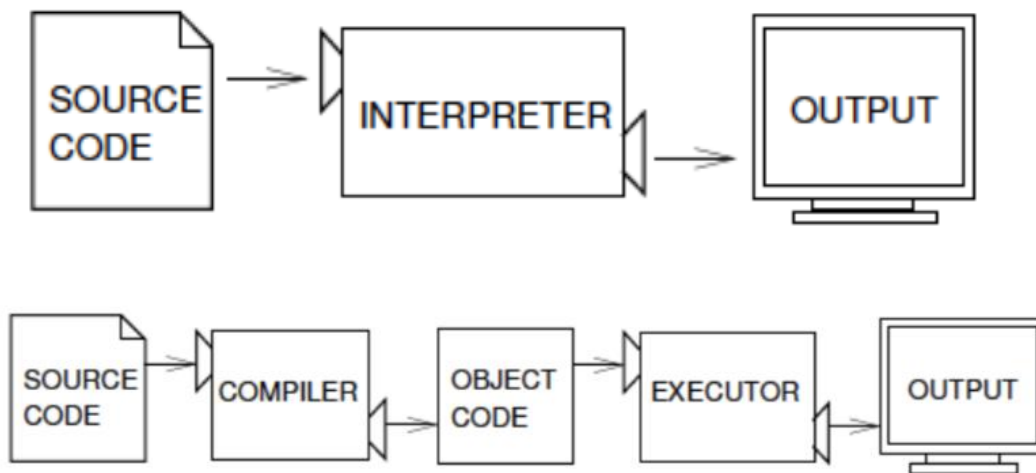 SOURCE
CODE
INTERPRETER
OUTPUT
SOURCE
CODE
COMPILER
OBJECT
CODE
EXECUTOR
OUTPUT